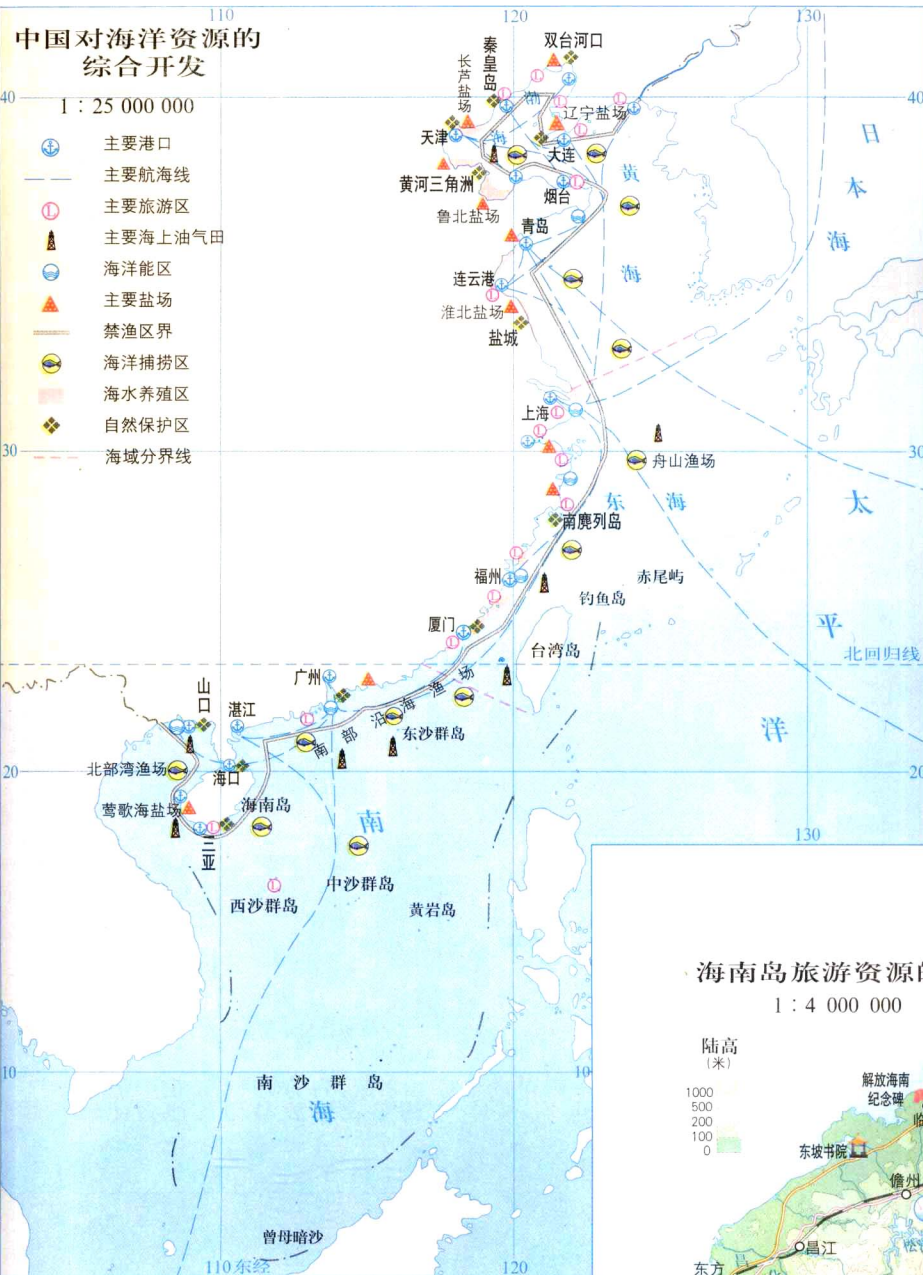 110
120
130
中国对海洋资源的
综合开发
1：25 000 000
40
主要港口
主要航海线
主要旅游区
主要海上油气田
海洋能区
主要盐场
禁渔区界
海洋捕捞区
海水养殖区
自然保护区
海域分界线
双台河口
秦皇岛
长芦盐场
渤海
辽宁盐场
天津
大连
黄河三角洲
烟台
鲁北盐场
青岛
黄海
日本海
连云港
淮北盐场
盐城
上海
30
舟山渔场
东海
南麂列岛
福州
赤尾屿
钓鱼岛
厦门
台湾岛
太平洋
北回归线
广州
山口
湛江
南部沿海渔场
东沙群岛
北部湾渔场
海口
20
20
莺歌海盐场
海南岛
三亚
南海
中沙群岛
西沙群岛
黄岩岛
130
10
10
南沙群岛
曾母暗沙
110东经
120
海南岛旅游资源的
1：4 000 000
陆高
（米）
1000
500
200
100
0
解放海南
纪念碑
临
东坡书院
儋州
昌江
东方